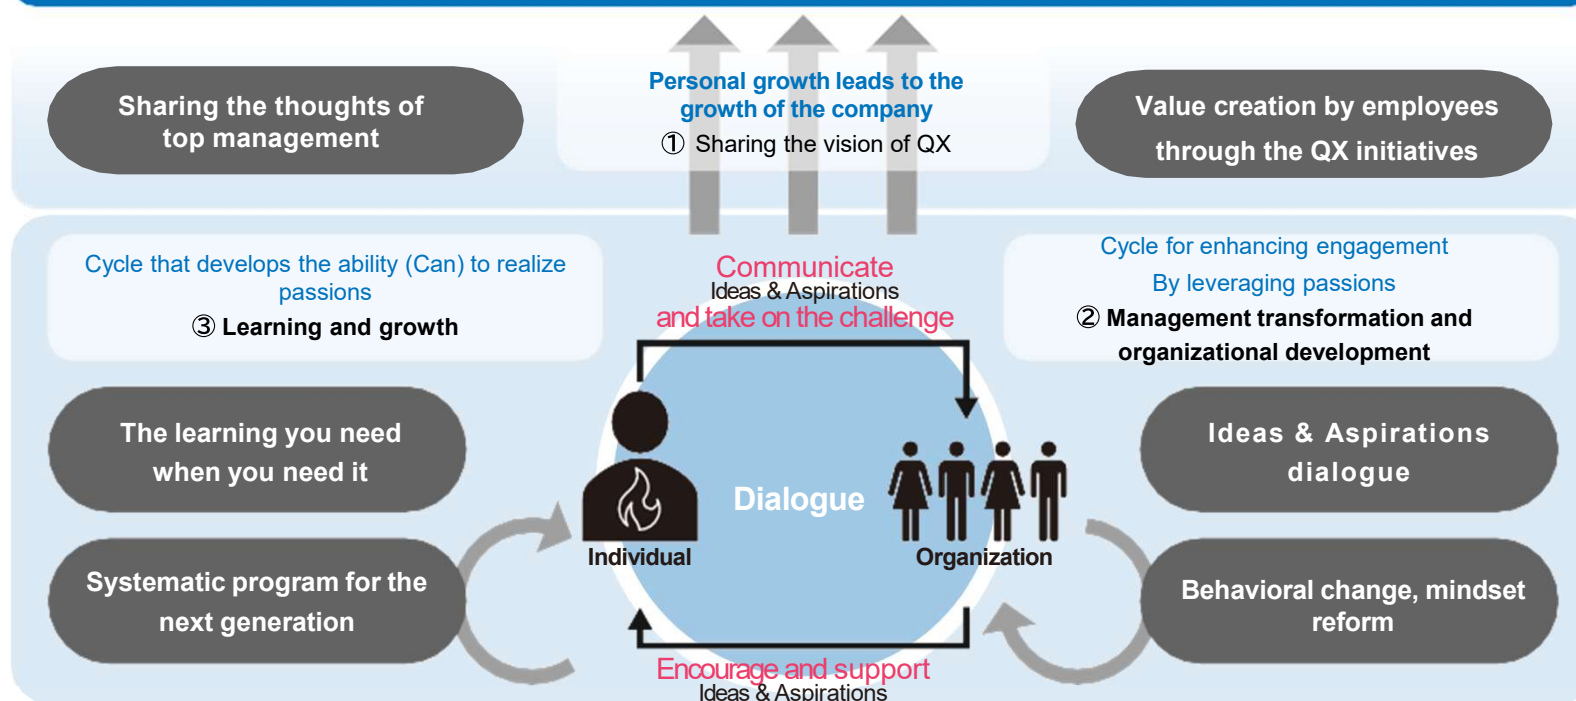 Sharing the thoughts of
top management
Personal growth leads to the
growth of the company
① Sharing the vision of QX
Value creation by employees
through the QX initiatives
Cycle that develops the ability (Can) to realize
passions
③ Learning and growth
Communicate
Ideas & Aspirations
and take on the challenge
Cycle for enhancing engagement
By leveraging passions
② Management transformation and
organizational development
The learning you need
when you need it
Systematic program for the
next generation
Dialogue
Individual
Organization
Ideas & Aspirations
dialogue
Behavioral change, mindset
reform
Encourage and support
Ideas & Aspirations